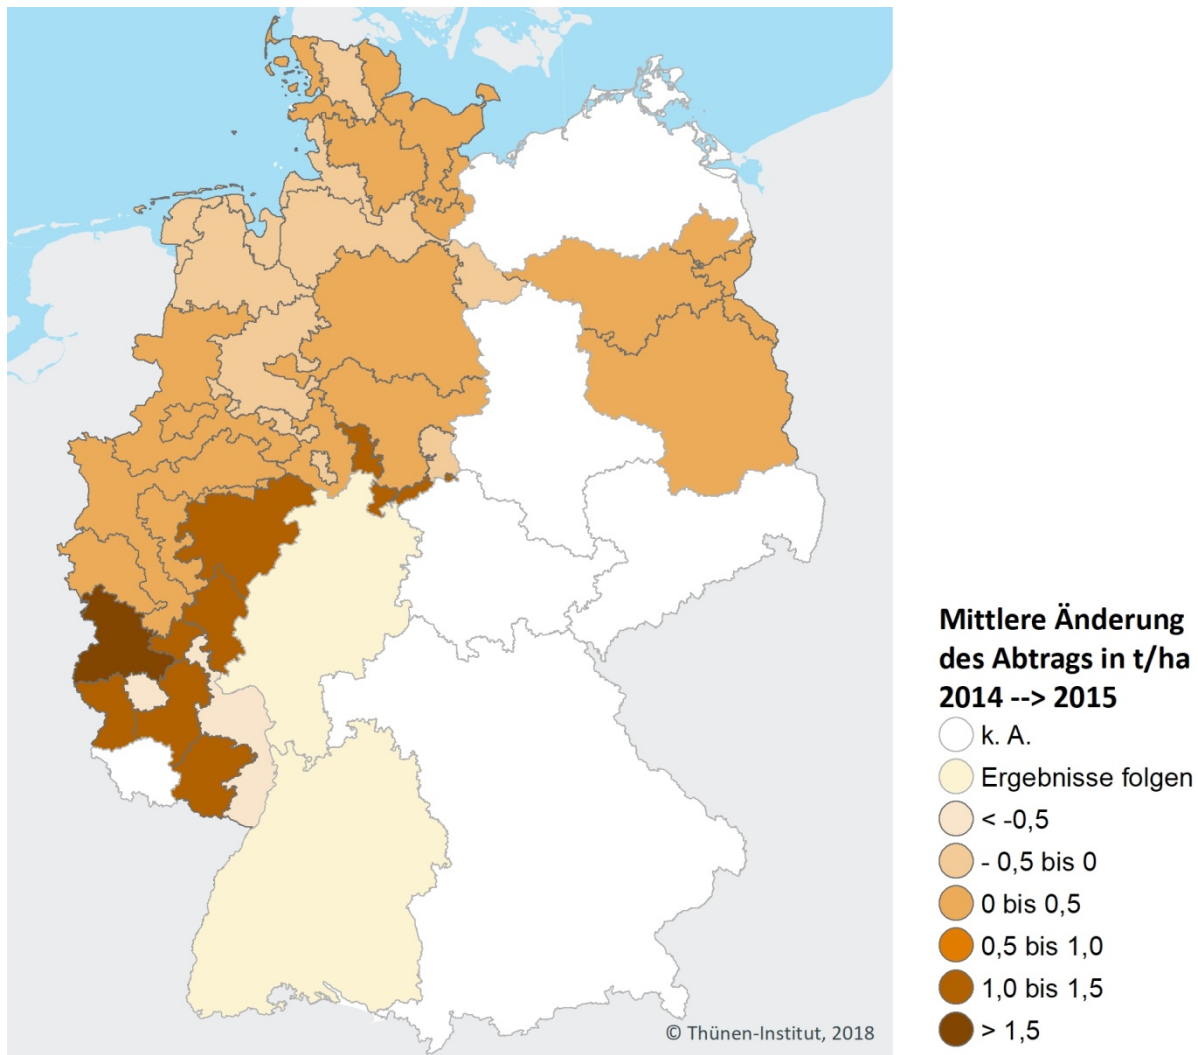 Mittlere Änderung
des Abtrags in t/ha
2014 --> 2015
k. A.
Ergebnisse folgen
< -0,5
- 0,5 bis 0
0 bis 0,5
0,5 bis 1,0
1,0 bis 1,5
> 1,5
© Thünen-Institut, 2018